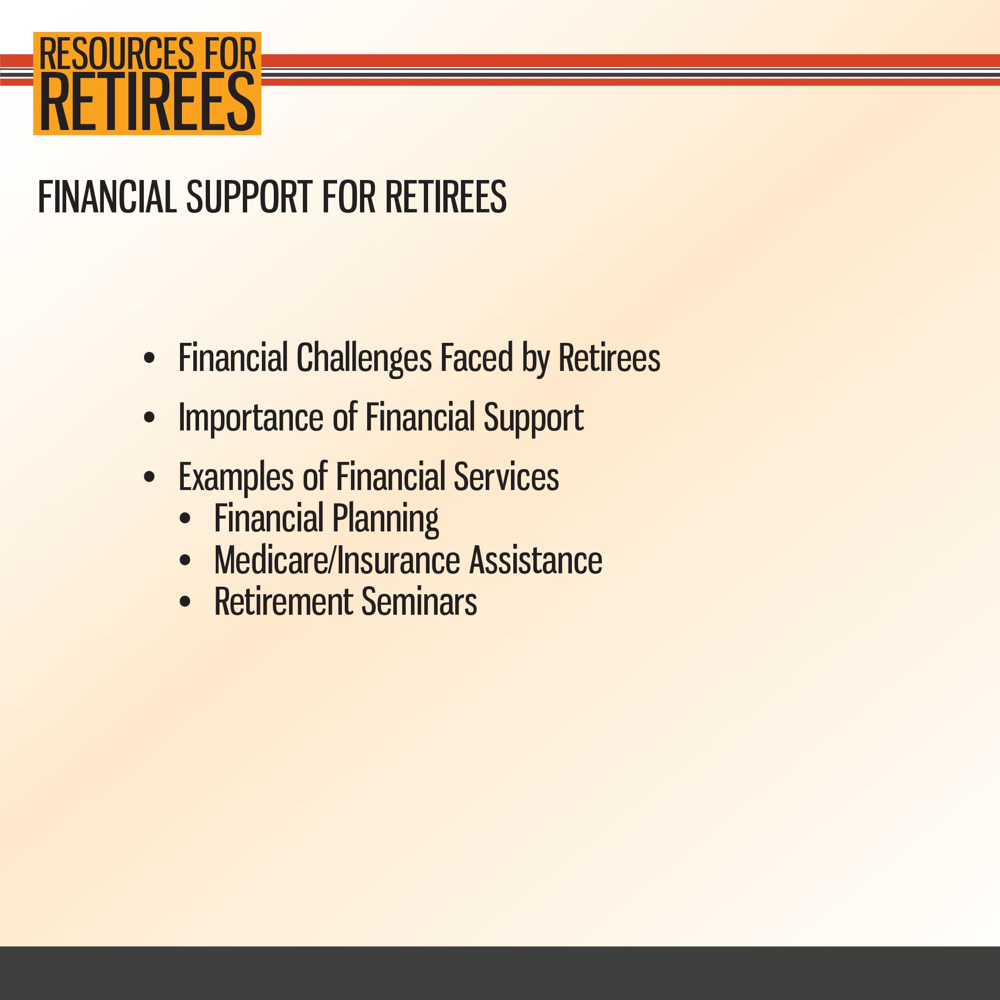 RESOURCES FOR
RETIREES
FINANCIAL SUPPORT FOR RETIREES
• Financial Challenges Faced by Retirees
• Importance of Financial Support
• Examples of Financial Services
• Financial Planning
• Medicare/Insurance Assistance
• Retirement Seminars